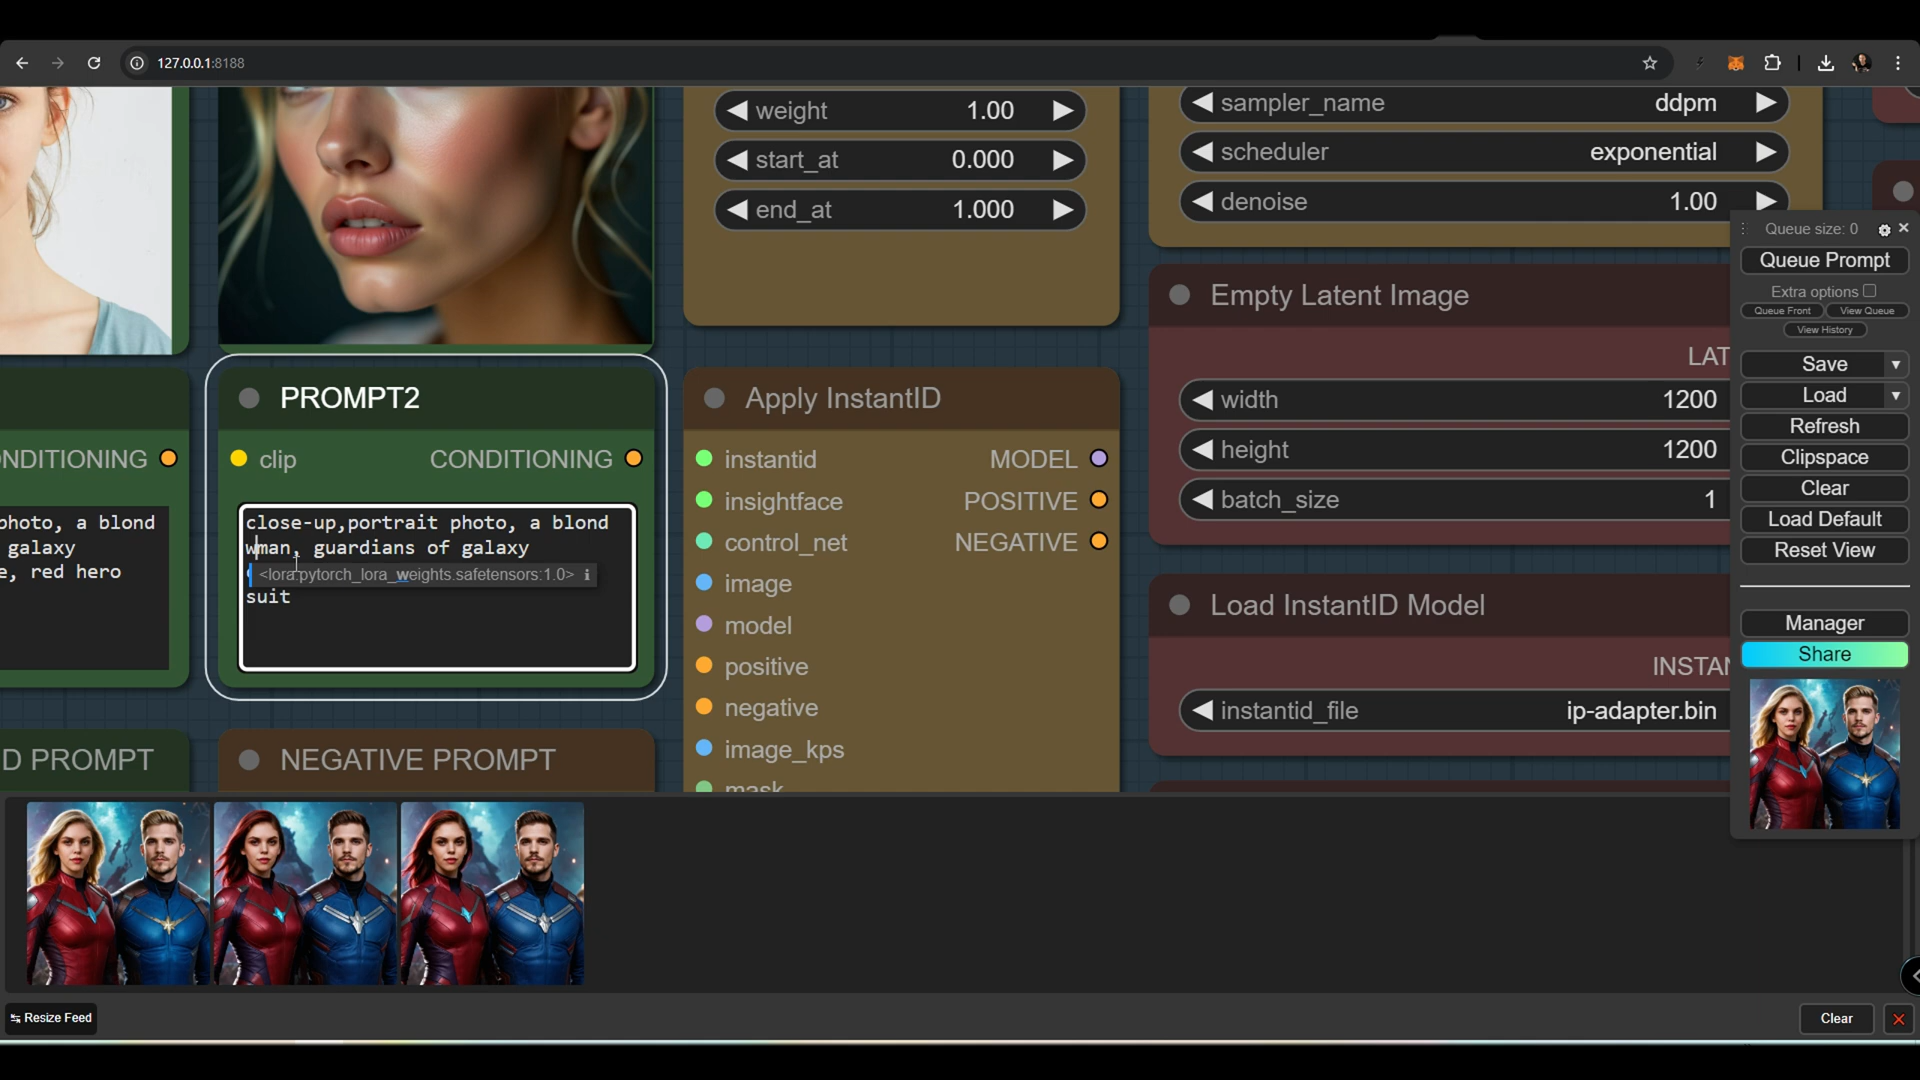 127.0.0.1:8188
weight 1.00
start_at 0.000
end_at 1.000
sampler_name ddpm
scheduler exponential
denoise 1.00
Queue size: 0
Queue Prompt
Extra options
Queue Front View Queue
View History
Save
Load
Refresh
Clipspace
Clear
Load Default
Reset View
Manager
Share
Empty Latent Image
LAT
width 1200
height 1200
batch_size 1
Load InstantID Model
INSTAN
instantid_file ip-adapter.bin
NDITIONING
photo, a blond
galaxy
e, red hero
D PROMPT
PROMPT2
clip CONDITIONING
close-up,portrait photo, a blond
wman, guardians of galaxy
<lora:pytorch_lora_weights.safetensors:1.0> i
suit
NEGATIVE PROMPT
Apply InstantID
instantid MODEL
insightface POSITIVE
control_net NEGATIVE
image
model
positive
negative
image_kps
mask
Resize Feed
Clear